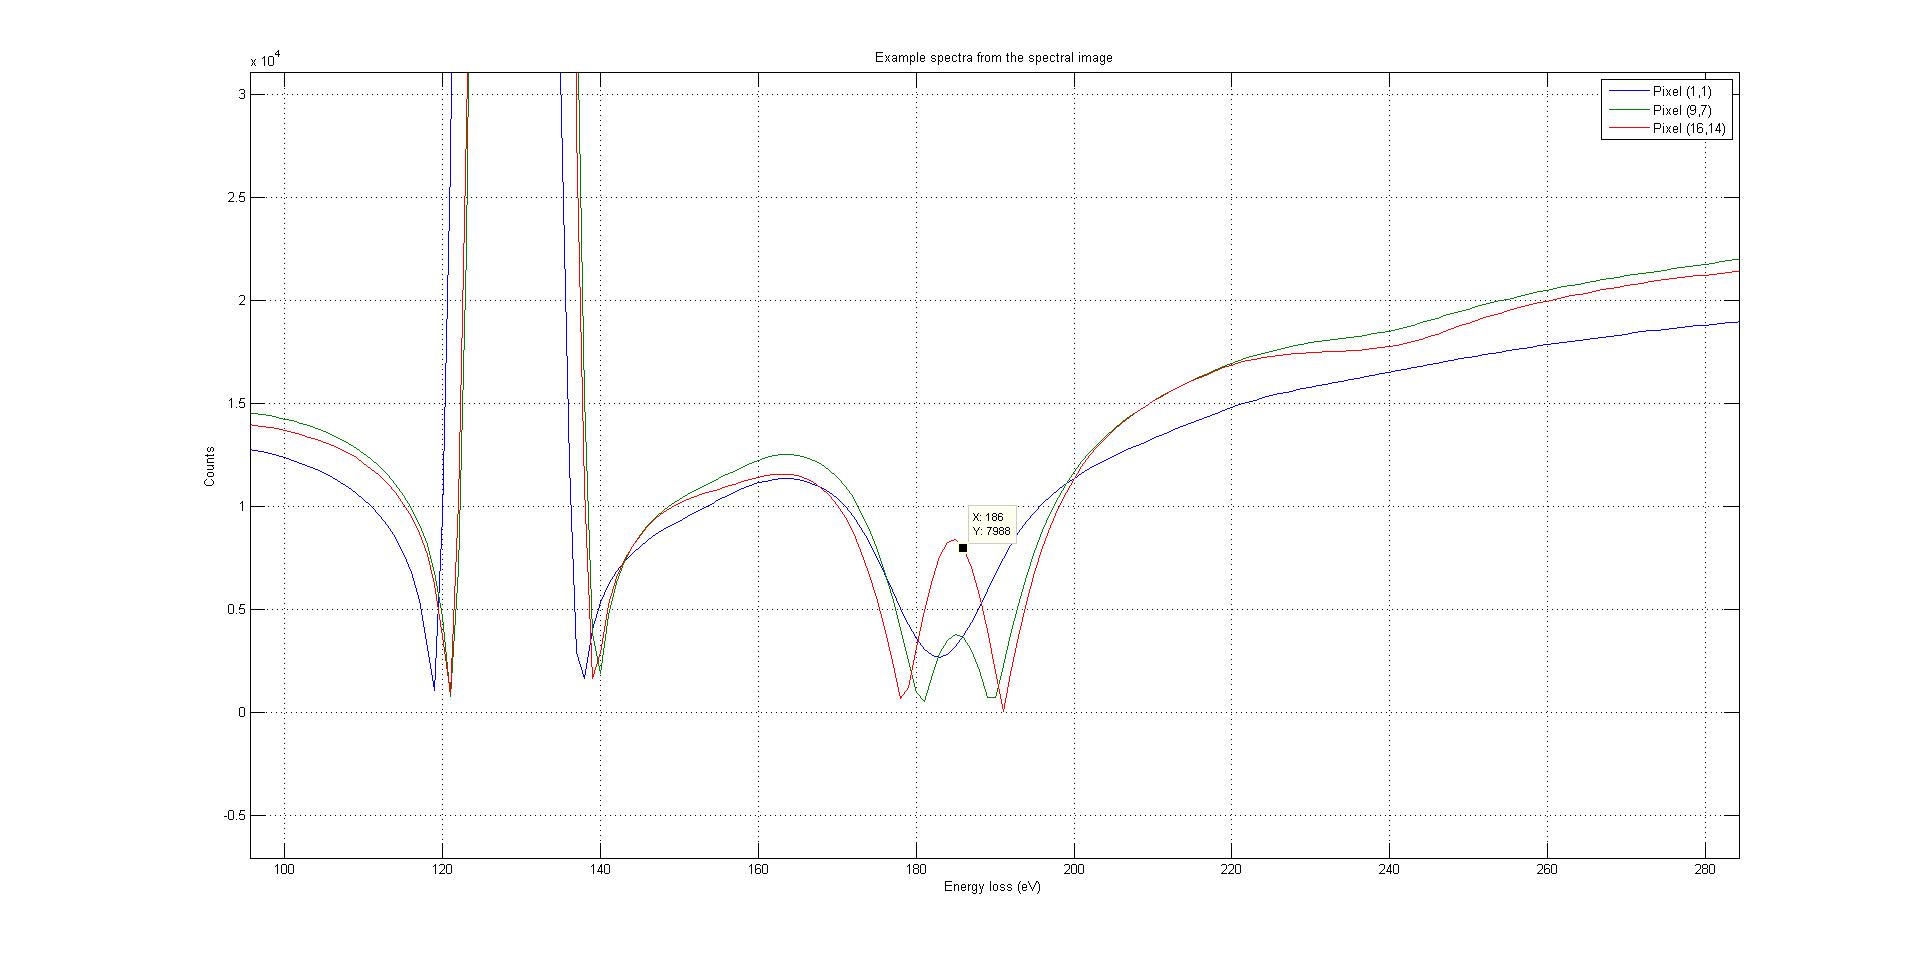 Example spectra from the spectral image
x 10^4
3
2.5
2
1.5
1
0.5
0
-0.5
Counts
Pixel (1,1)
Pixel (9,7)
Pixel (16,14)
X: 186
Y: 7988
100 120 140 160 180 200 220 240 260 280
Energy loss (eV)